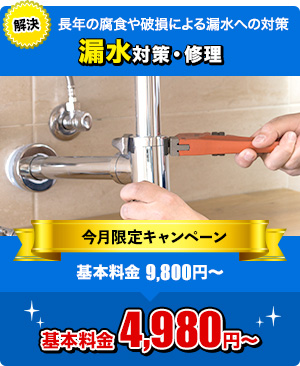 解決
長年の腐食や破損による漏水への対策
漏水対策・修理
今月限定キャンペーン
基本料金 9,800円〜
基本料金 4,980円〜